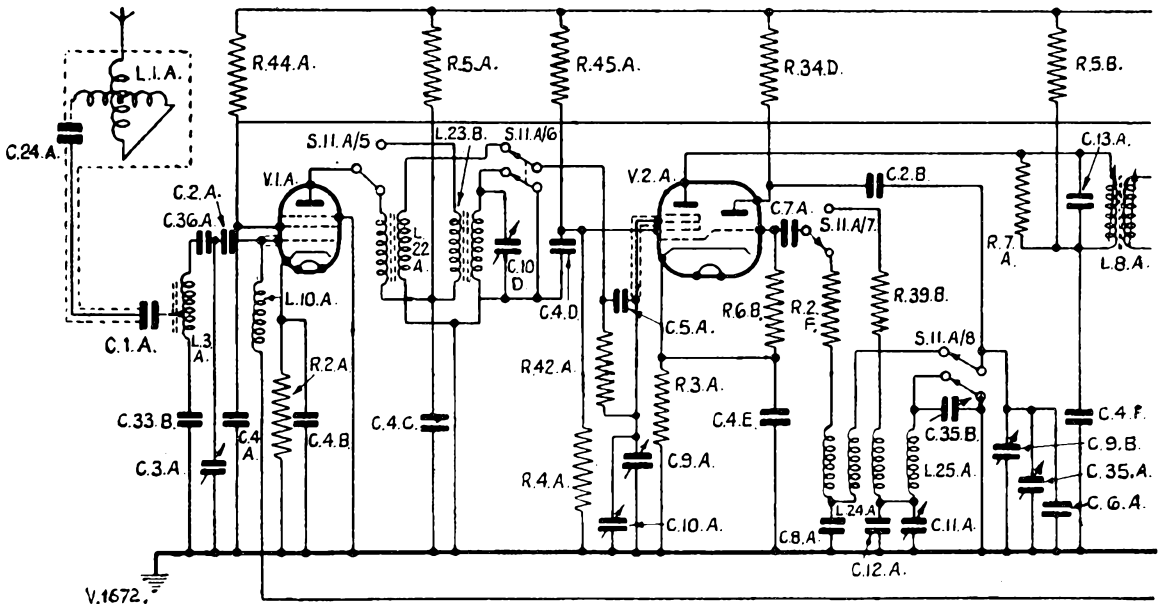 L.1.A.
R.44.A.
R.5.A.
R.45.A.
R.34.D.
R.5.B.
C.24.A.
S.11.A/5
L.23.B.
S.11.A/6
C.13.A.
C.2.A.
V.1.A.
V.2.A.
C.2.B.
C.36.A.
C.7.A.
S.11.A/7.
L.
22
A.
C.10
D
R.7.
A.
L.8.A.
L.10.A.
C.4.D.
C.5.A.
R.6.B.
R.2.
F.
R.39.B.
C.1.A.
L.3.
A.
R.2.A.
R.42.A.
R.3.A.
S.11.A/8
C.33.B.
C.4.
A.
C.4.B.
C.4.C.
C.4.E.
C.35.B.
C.4.F.
C.3.A.
C.9.A.
L.25.A.
C.9.B.
R.4.A.
C.35.A.
C.10.A.
L.24.A
C.11.A.
C.6.A.
C.8.A.
C.12.A.
V.1672.